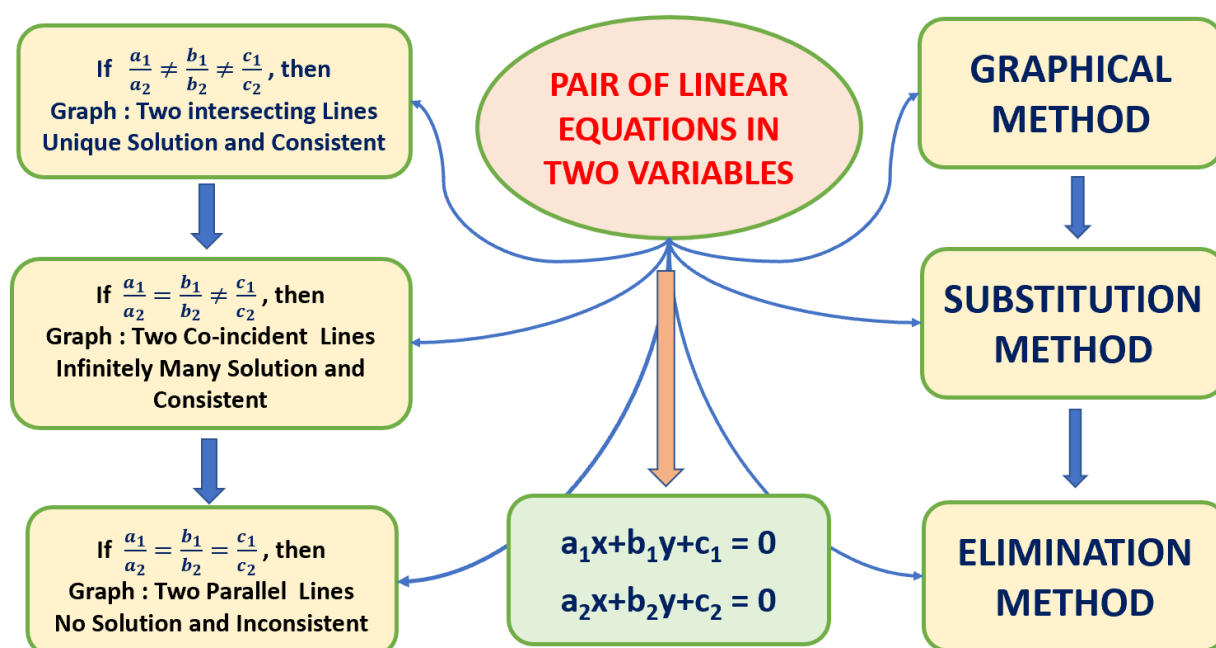 If a₁/a₂ ≠ b₁/b₂ ≠ c₁/c₂ , then
Graph : Two intersecting Lines
Unique Solution and Consistent
If a₁/a₂ = b₁/b₂ ≠ c₁/c₂ , then
Graph : Two Co-incident Lines
Infinitely Many Solution and
Consistent
If a₁/a₂ = b₁/b₂ = c₁/c₂ , then
Graph : Two Parallel Lines
No Solution and Inconsistent
PAIR OF LINEAR
EQUATIONS IN
TWO VARIABLES
a₁x+b₁y+c₁ = 0
a₂x+b₂y+c₂ = 0
GRAPHICAL
METHOD
SUBSTITUTION
METHOD
ELIMINATION
METHOD